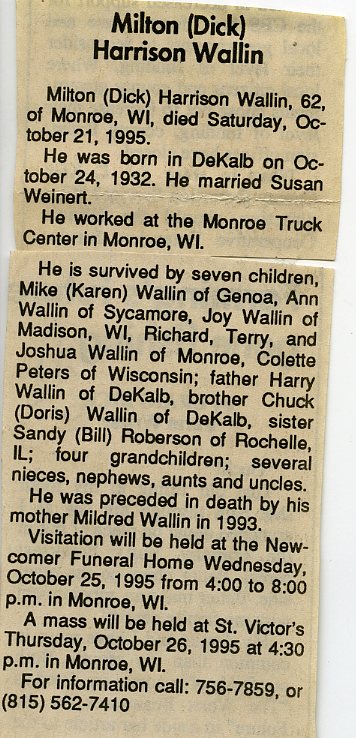 Milton (Dick)
Harrison Wallin
Milton (Dick) Harrison Wallin, 62,
of Monroe, WI, died Saturday, Oc-
tober 21, 1995.
He was born in DeKalb on Oc-
tober 24, 1932. He married Susan
Weinert.
He worked at the Monroe Truck
Center in Monroe, WI.
He is survived by seven children,
Mike (Karen) Wallin of Genoa, Ann
Wallin of Sycamore, Joy Wallin of
Madison, WI, Richard, Terry, and
Joshua Wallin of Monroe, Colette
Peters of Wisconsin; father Harry
Wallin of DeKalb, brother Chuck
(Doris) Wallin of DeKalb, sister
Sandy (Bill) Roberson of Rochelle,
IL; four grandchildren; several
nieces, nephews, aunts and uncles.
He was preceded in death by his
mother Mildred Wallin in 1993.
Visitation will be held at the New-
comer Funeral Home Wednesday,
October 25, 1995 from 4:00 to 8:00
p.m. in Monroe, WI.
A mass will be held at St. Victor's
Thursday, October 26, 1995 at 4:30
p.m. in Monroe, WI.
For information call: 756-7859, or
(815) 562-7410